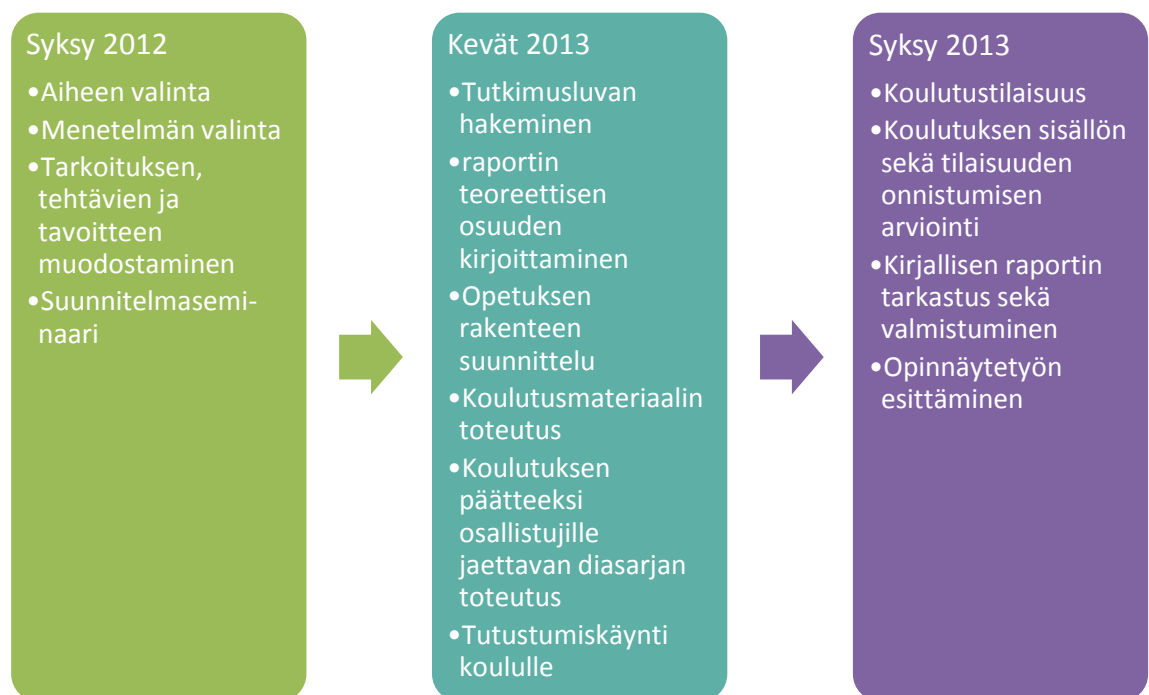 Syksy 2012
•Aiheen valinta
•Menetelmän valinta
•Tarkoituksen,
tehtävien ja
tavoitteen
muodostaminen
•Suunnitelmasemi-
naari
Kevät 2013
•Tutkimusluvan
hakeminen
•raportin
teoreettisen
osuuden
kirjoittaminen
•Opetuksen
rakenteen
suunnittelu
•Koulutusmateriaalin
toteutus
•Koulutuksen
päätteeksi
osallistujille
jaettavan diasarjan
toteutus
•Tutustumiskäynti
koululle
Syksy 2013
•Koulutustilaisuus
•Koulutuksen sisällön
sekä tilaisuuden
onnistumisen
arviointi
•Kirjallisen raportin
tarkastus sekä
valmistuminen
•Opinnäytetyön
esittäminen